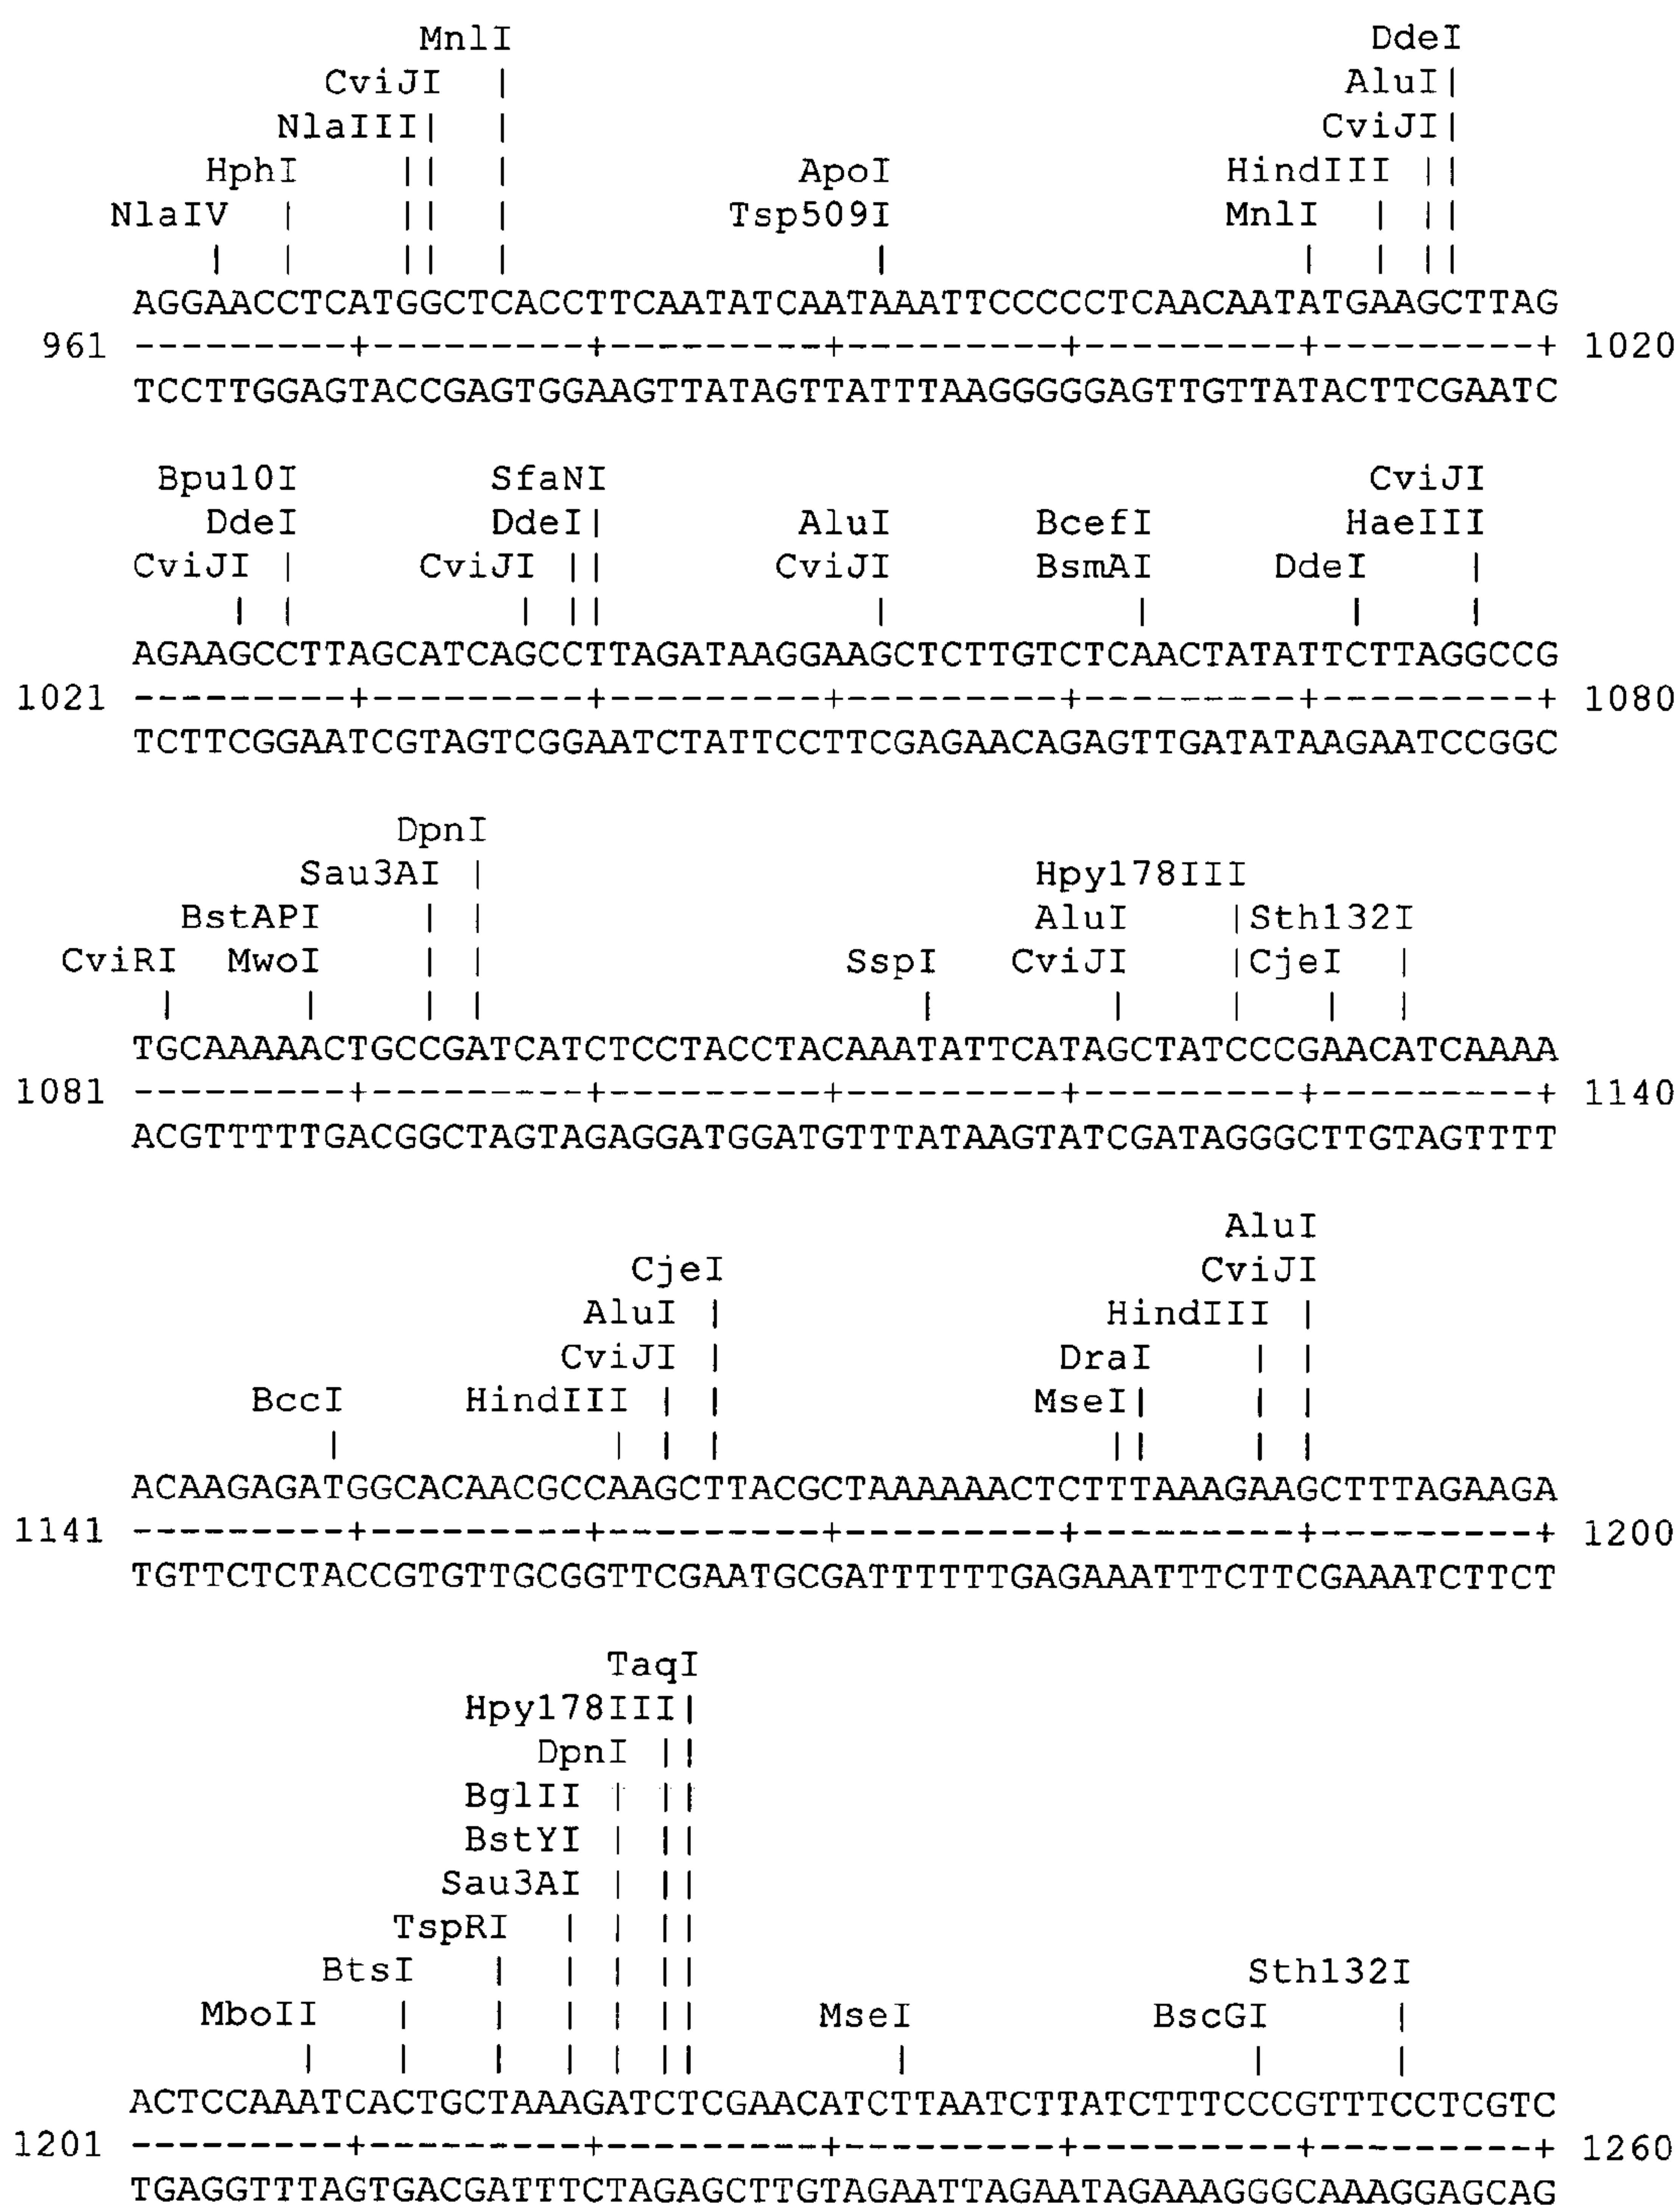 MnlI DdeI
CviJI | AluI|
NlaIII| | CviJI|
HphI || | ApoI HindIII ||
NlaIV | || | Tsp509I MnlI | ||
| | || | | | | ||
AGGAACCTCATGGCTCACCTTCAATATCAATAAATTCCCCCTCAACAATATGAAGCTTAG
961 ---------+---------+---------+---------+---------+---------+ 1020
TCCTTGGAGTACCGAGTGGAAGTTATAGTTATTTAAGGGGGAGTTGTTATACTTCGAATC
Bpu10I SfaNI CviJI
DdeI DdeI| AluI BcefI HaeIII
CviJI | CviJI || CviJI BsmAI DdeI |
| | | || | | | |
AGAAGCCTTAGCATCAGCCTTAGATAAGGAAGCTCTTGTCTCAACTATATTCTTAGGCCG
1021 ---------+---------+---------+---------+---------+---------+ 1080
TCTTCGGAATCGTAGTCGGAATCTATTCCTTCGAGAACAGAGTTGATATAAGAATCCGGC
DpnI
Sau3AI | Hpy178III
BstAPI | | AluI |Sth132I
CviRI MwoI | | SspI CviJI |CjeI |
| | | | | | | | |
TGCAAAAACTGCCGATCATCTCCTACCTACAAATATTCATAGCTATCCCGAACATCAAAA
1081 ---------+---------+---------+---------+---------+---------+ 1140
ACGTTTTTGACGGCTAGTAGAGGATGGATGTTTATAAGTATCGATAGGGCTTGTAGTTTT
AluI
CjeI CviJI
AluI | HindIII |
CviJI | DraI | |
BccI HindIII | | MseI| | |
| | | | || | |
ACAAGAGATGGCACAACGCCAAGCTTACGCTAAAAAACTCTTTAAAGAAGCTTTAGAAGA
1141 ---------+---------+---------+---------+---------+---------+ 1200
TGTTCTCTACCGTGTTGCGGTTCGAATGCGATTTTTTGAGAAATTTCTTCGAAATCTTCT
TaqI
Hpy178III|
DpnI ||
BglII | ||
BstYI | ||
Sau3AI | ||
TspRI | | ||
BtsI | | | || Sth132I
MboII | | | | || MseI BscGI |
| | | | | || | | |
ACTCCAAATCACTGCTAAAGATCTCGAACATCTTAATCTTATCTTTCCCGTTTCCTCGTC
1201 ---------+---------+---------+---------+---------+---------+ 1260
TGAGGTTTAGTGACGATTTCTAGAGCTTGTAGAATTAGAATAGAAAGGGCAAAGGAGCAG